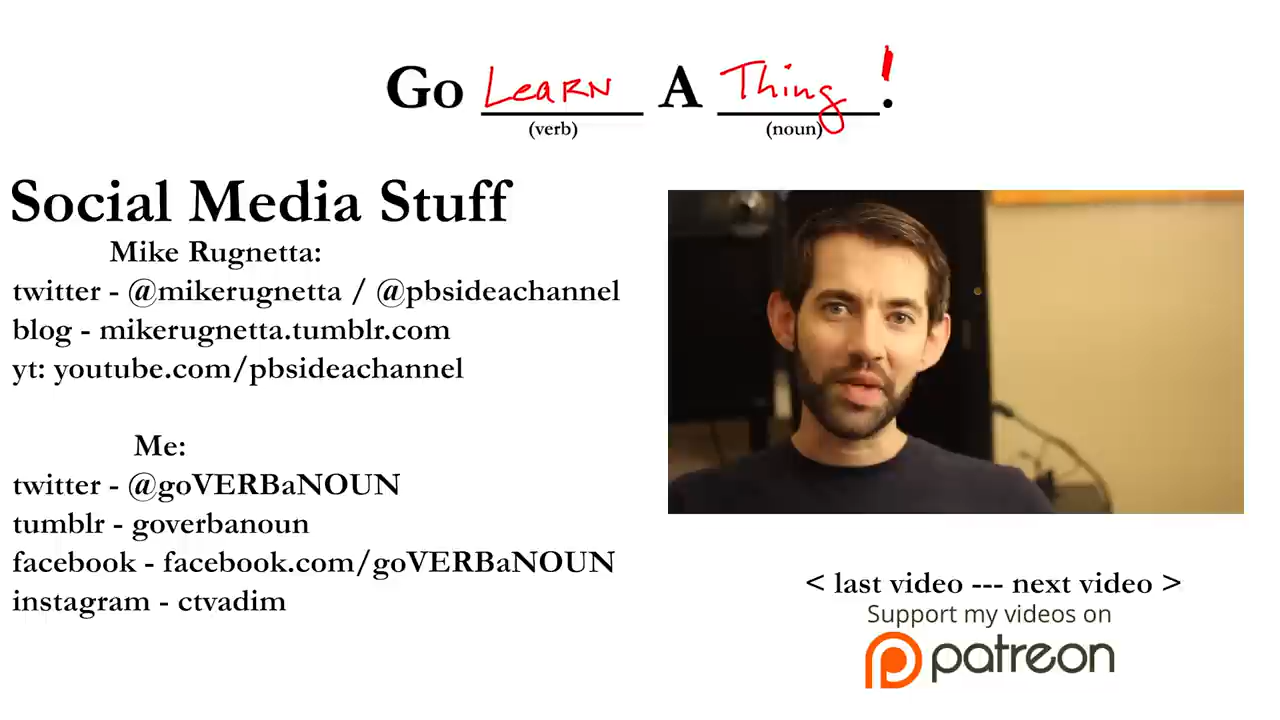 Go LeaRN A Thing!
(verb) (noun)
Social Media Stuff
Mike Rugnetta:
twitter - @mikerugnetta / @pbsideachannel
blog - mikerugnetta.tumblr.com
yt: youtube.com/pbsideachannel
Me:
twitter - @goVERBaNOUN
tumblr - goverbanoun
facebook - facebook.com/goVERBaNOUN
instagram - ctvadim
< last video --- next video >
Support my videos on
patreon